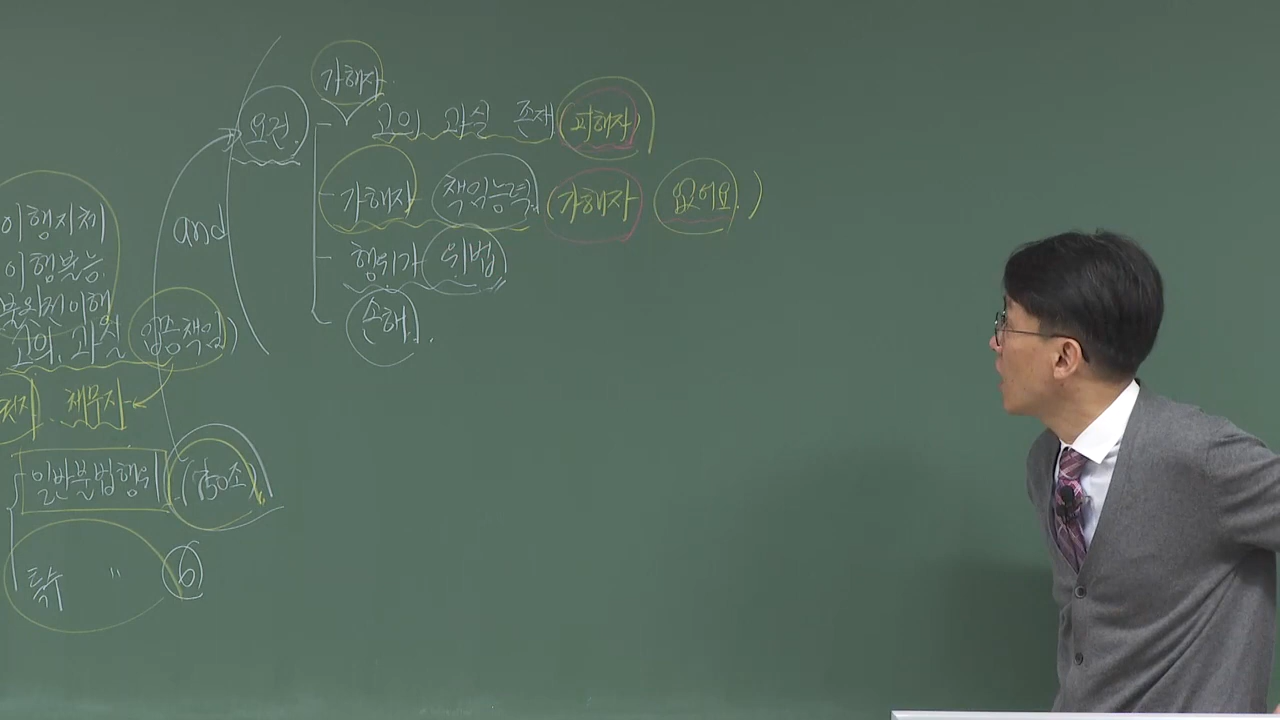 가해자
요건
고의 과실 존재 (피해자)
가해자 책임능력 (가해자 없어요.)
and
행위가 위법
손해.
이행지체
이행불능
불완전이행
고의, 과실 입증책임)
채무자
일반불법행위 (750조)
특수 〃 ⑥